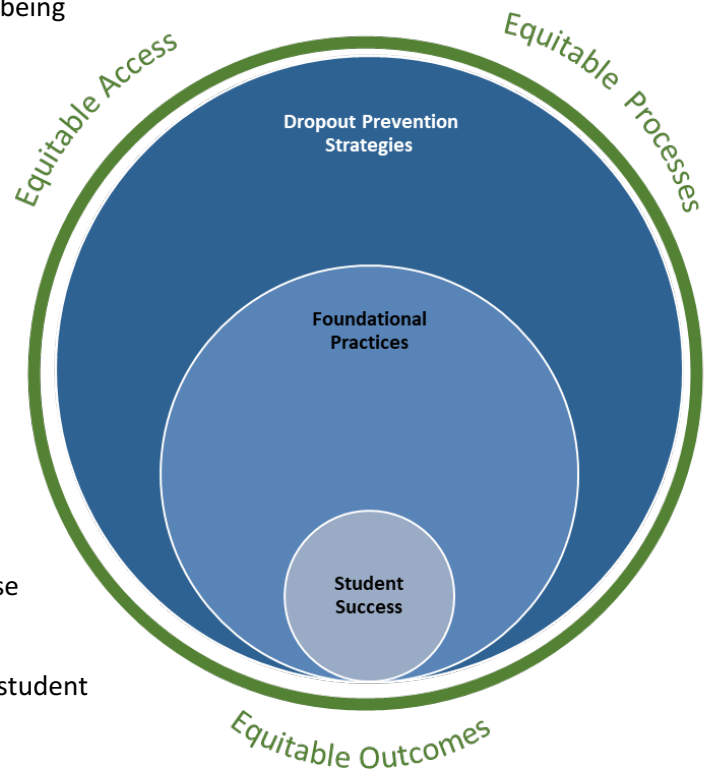 being
Equitable Access
Equitable Processes
Dropout Prevention
Strategies
Foundational
Practices
Student
Success
se
student
Equitable Outcomes